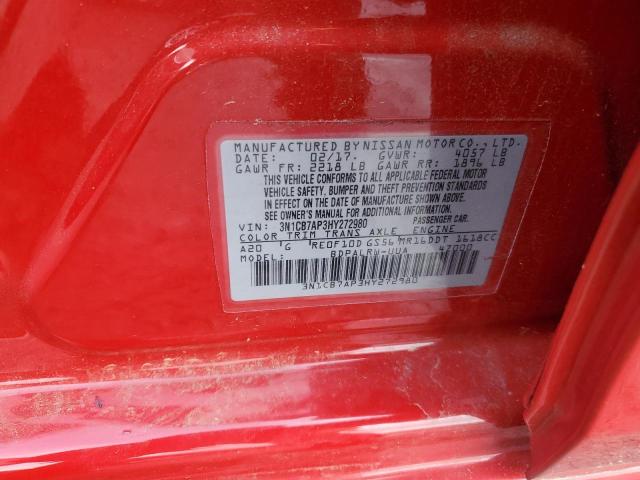 MANUFACTURED BY NISSAN MOTOR CO., LTD.
DATE: 02/17. GVWR: 4057 LB
GAWR FR: 2218 LB GAWR RR: 1896 LB
THIS VEHICLE CONFORMS TO ALL APPLICABLE FEDERAL MOTOR
VEHICLE SAFETY, BUMPER AND THEFT PREVENTION STANDARDS
IN EFFECT ON THE DATE OF MANUFACTURE SHOWN ABOVE.
SEE OWNER'S MANUAL FOR ADDITIONAL INFORMATION.
VIN: 3N1CB7AP3HY272980 PASSENGER CAR
COLOR TRIM TRANS AXLE ENGINE
A20 G RE0F10D GS56 MR16DDT 1618CC
MODEL: BDPALRW-UUA 42000
3N1CB7AP3HY272980